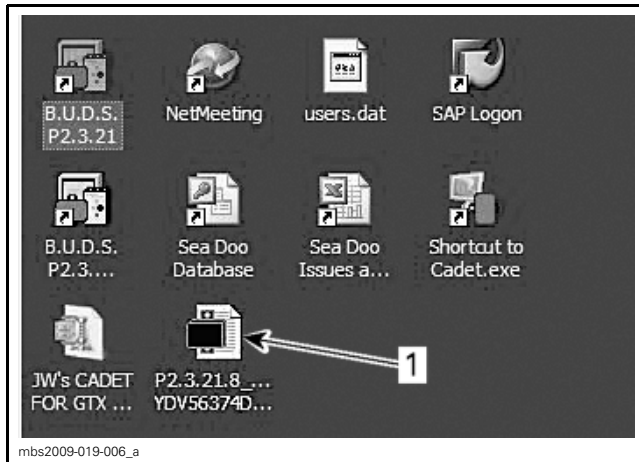 B.U.D.S.
P2.3.21
NetMeeting
users.dat
SAP Logon
B.U.D.S.
P2.3....
Sea Doo
Database
Sea Doo
Issues a...
Shortcut to
Cadet.exe
JW's CADET
FOR GTX ...
P2.3.21.8_...
YDV56374D...
1
mbs2009-019-006_a